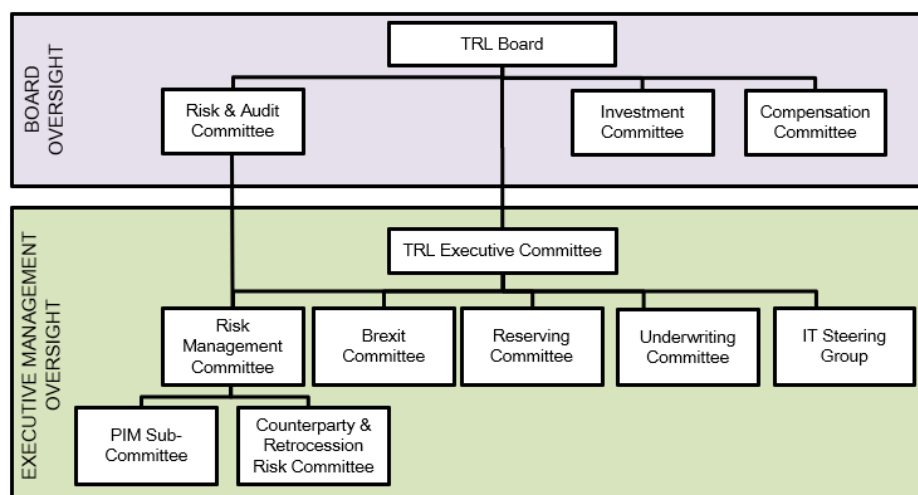 BOARD
OVERSIGHT
TRL Board
Risk & Audit
Committee
Investment
Committee
Compensation
Committee
EXECUTIVE MANAGEMENT
OVERSIGHT
TRL Executive Committee
Risk
Management
Committee
Brexit
Committee
Reserving
Committee
Underwriting
Committee
IT Steering
Group
PIM Sub-
Committee
Counterparty &
Retrocession
Risk Committee